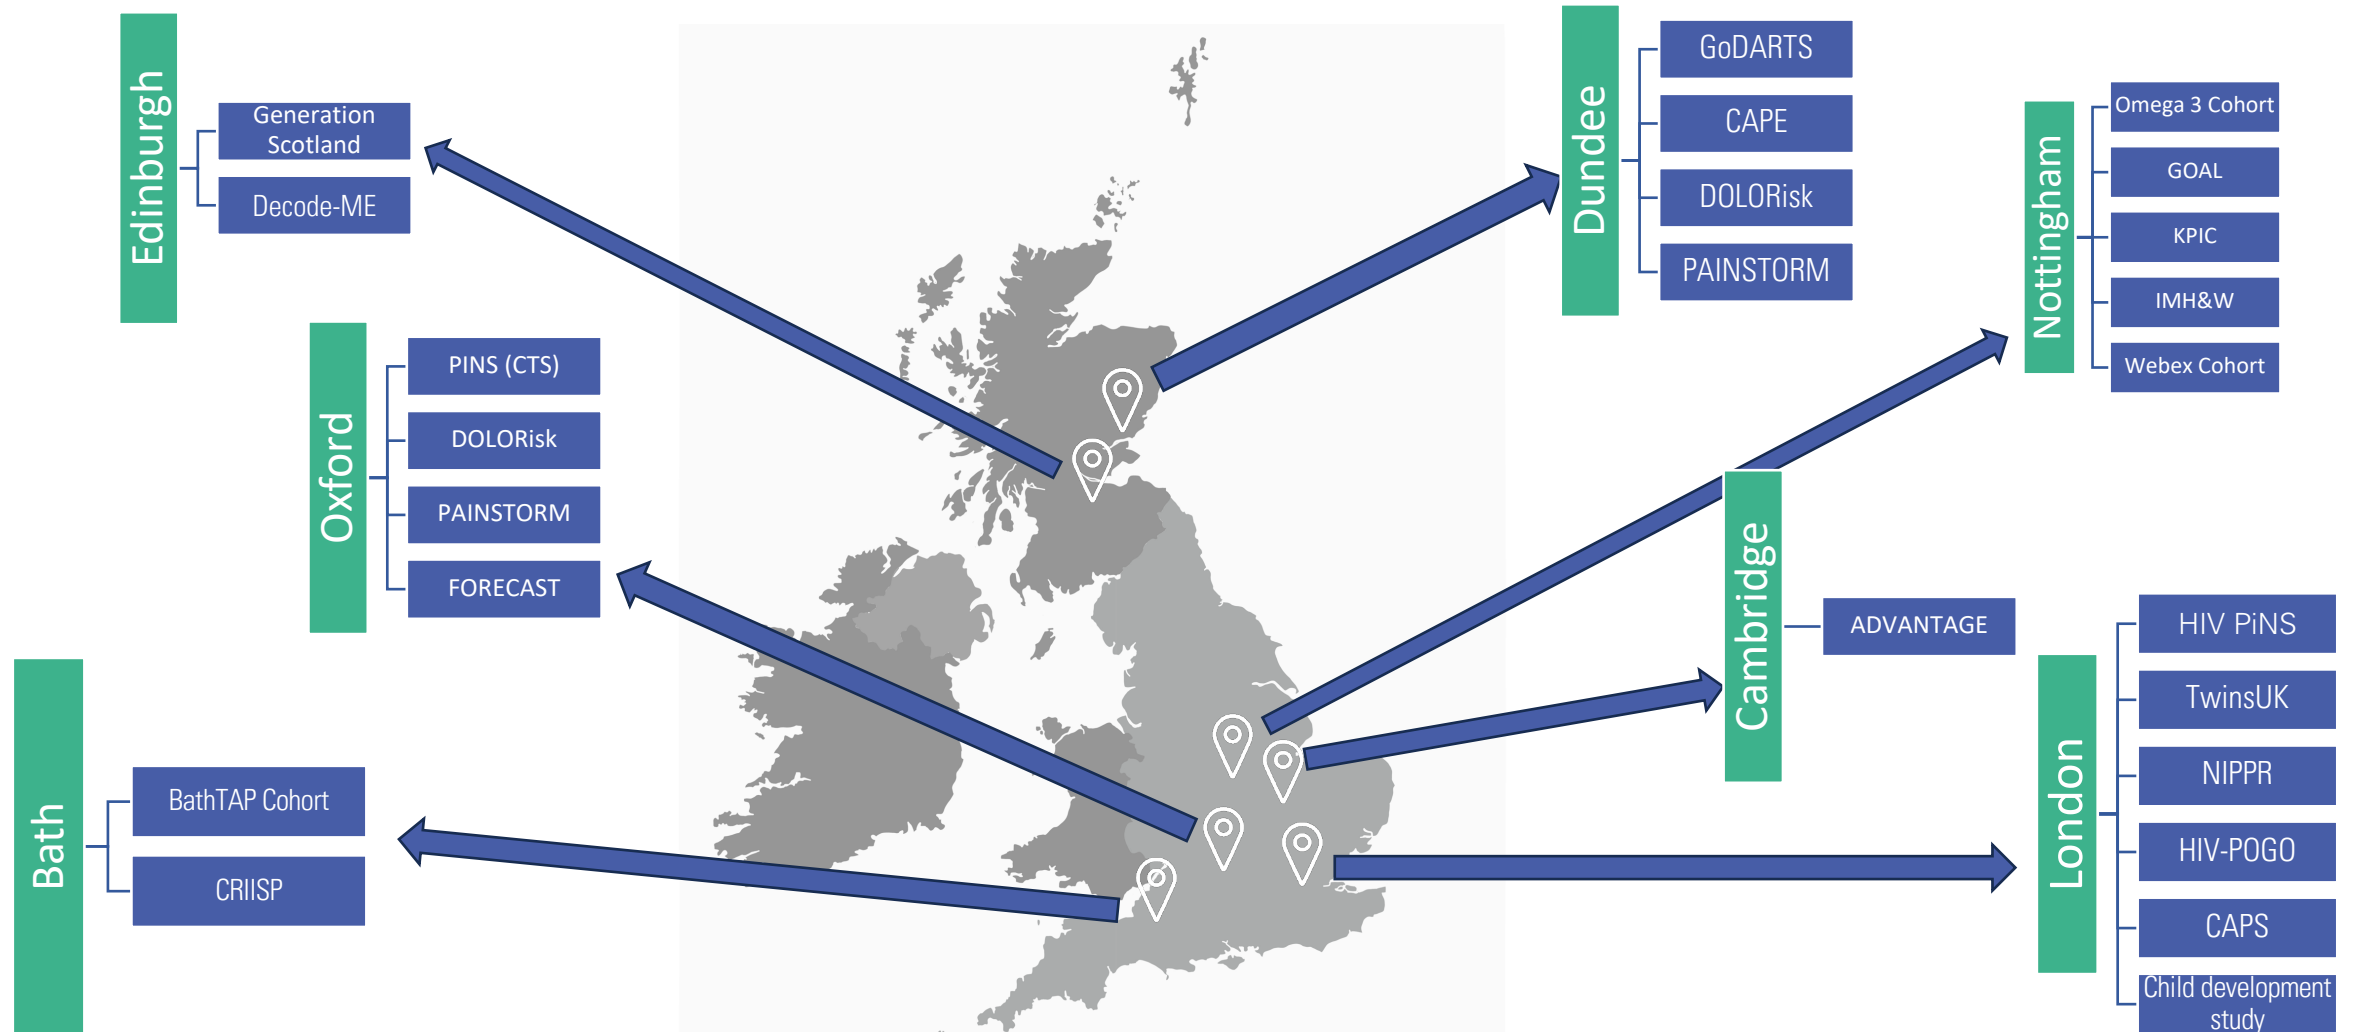 Edinburgh
Generation
Scotland
Decode-ME
Dundee
GoDARTS
CAPE
DOLORisk
PAINSTORM
Nottingham
Omega 3 Cohort
GOAL
KPIC
IMH&W
Webex Cohort
Oxford
PINS (CTS)
DOLORisk
PAINSTORM
FORECAST
Cambridge
ADVANTAGE
Bath
BathTAP Cohort
CRIISP
London
HIV PiNS
TwinsUK
NIPPR
HIV-POGO
CAPS
Child development
study